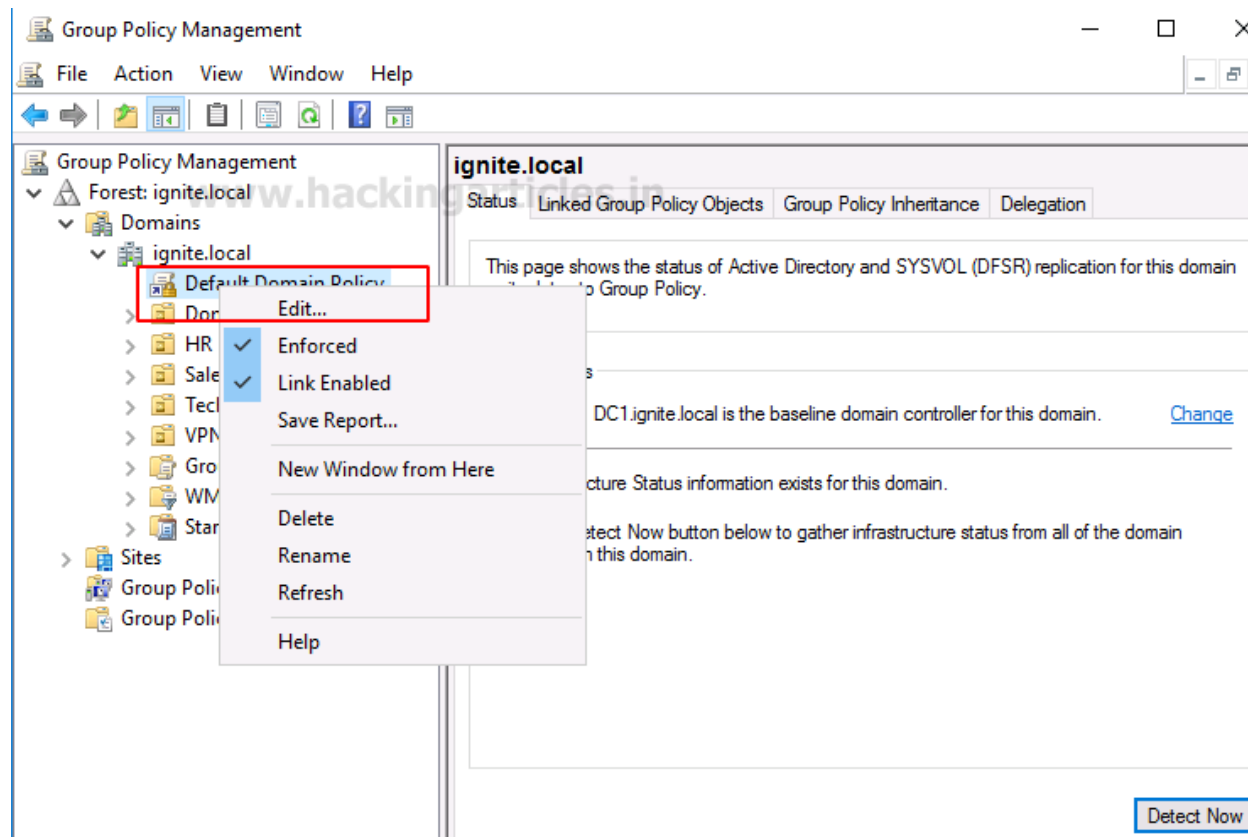 Group Policy Management
File Action View Window Help
Group Policy Management
Forest: ignite.local
Domains
ignite.local
Default Domain Policy
HR
Sites
Edit...
Enforced
Link Enabled
Save Report...
New Window from Here
Delete
Rename
Refresh
Help
www.hackingarticles.in
ignite.local
Status Linked Group Policy Objects Group Policy Inheritance Delegation
This page shows the status of Active Directory and SYSVOL (DFSR) replication for this domain
Group Policy.
DC1.ignite.local is the baseline domain controller for this domain. Change
Status information exists for this domain.
Now button below to gather infrastructure status from all of the domain
this domain.
Detect Now